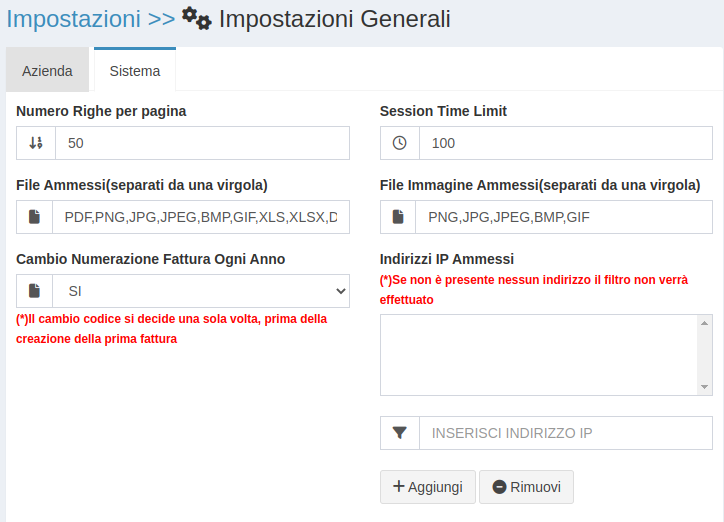 Impostazioni >> Impostazioni Generali
Azienda
Sistema
Numero Righe per pagina
50
Session Time Limit
100
File Ammessi(separati da una virgola)
PDF,PNG,JPG,JPEG,BMP,GIF,XLS,XLSX,D
File Immagine Ammessi(separati da una virgola)
PNG,JPG,JPEG,BMP,GIF
Cambio Numerazione Fattura Ogni Anno
SI
(*)Il cambio codice si decide una sola volta, prima della
creazione della prima fattura
Indirizzi IP Ammessi
(*)Se non è presente nessun indirizzo il filtro non verrà
effettuato
INSERISCI INDIRIZZO IP
Aggiungi
Rimuovi